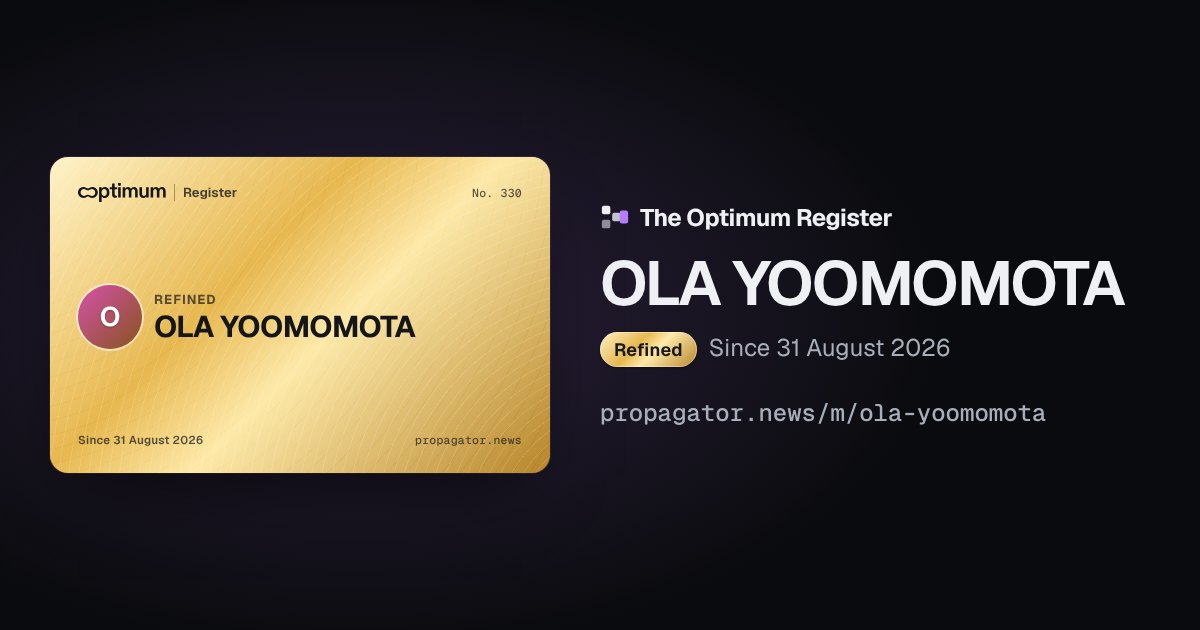 optimum | Register
No. 330
O
REFINED
OLA YOOMOMOTA
Since 31 August 2026
propagator.news
The Optimum Register
OLA YOOMOMOTA
Refined Since 31 August 2026
propagator.news/m/ola-yoomomota